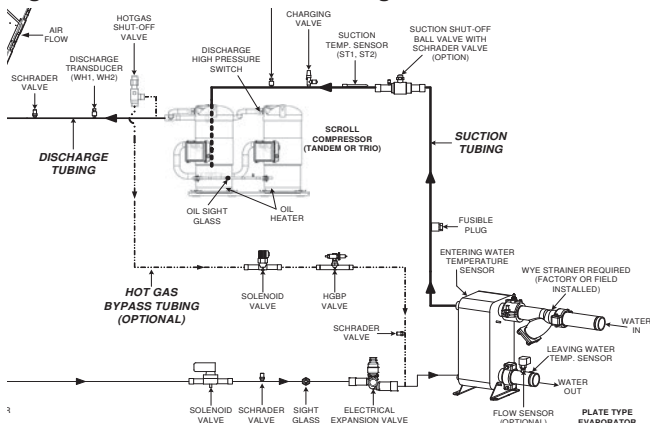 AIR
FLOW
HOTGAS
SHUT-OFF
VALVE
CHARGING
VALVE
SUCTION
TEMP. SENSOR
(ST1, ST2)
SUCTION SHUT-OFF
BALL VALVE WITH
SCHRADER VALVE
(OPTION)
DISCHARGE
TRANSDUCER
(WH1, WH2)
DISCHARGE
HIGH PRESSURE
SWITCH
SCHRADER
VALVE
SCROLL
COMPRESSOR
(TANDEM OR TRIO)
SUCTION
TUBING
DISCHARGE
TUBING
OIL SIGHT
GLASS
OIL
HEATER
FUSIBLE
PLUG
ENTERING WATER
TEMPERATURE
SENSOR
WYE STRAINER REQUIRED
(FACTORY OR FIELD
INSTALLED)
HOT GAS
BYPASS TUBING
(OPTIONAL)
SOLENOID
VALVE
HGBP
VALVE
SCHRADER
VALVE
WATER
IN
LEAVING WATER
TEMP. SENSOR
WATER
OUT
SOLENOID
VALVE
SCHRADER
VALVE
SIGHT
GLASS
ELECTRICAL
EXPANSION VALVE
FLOW SENSOR
(OPTIONAL)
PLATE TYPE
EVAPORATOR